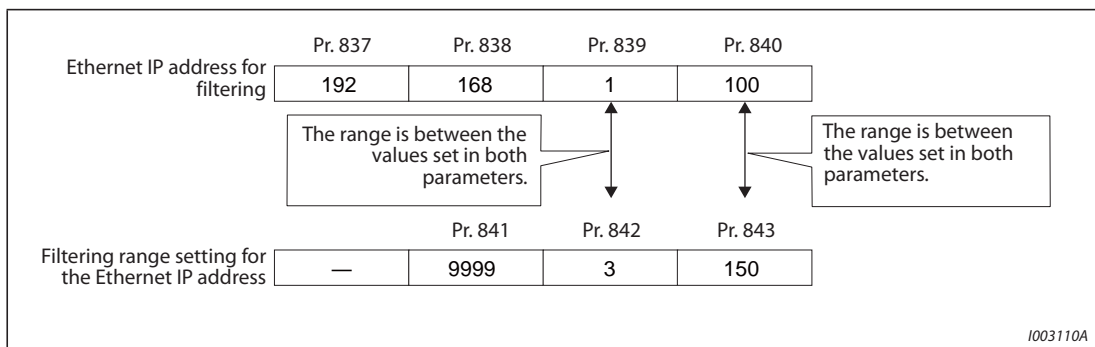 Pr. 837 Pr. 838 Pr. 839 Pr. 840
Ethernet IP address for
filtering
192 168 1 100
The range is between the
values set in both
parameters.
The range is between
the values set in both
parameters.
Pr. 841 Pr. 842 Pr. 843
Filtering range setting for
the Ethernet IP address
— 9999 3 150
I003110A